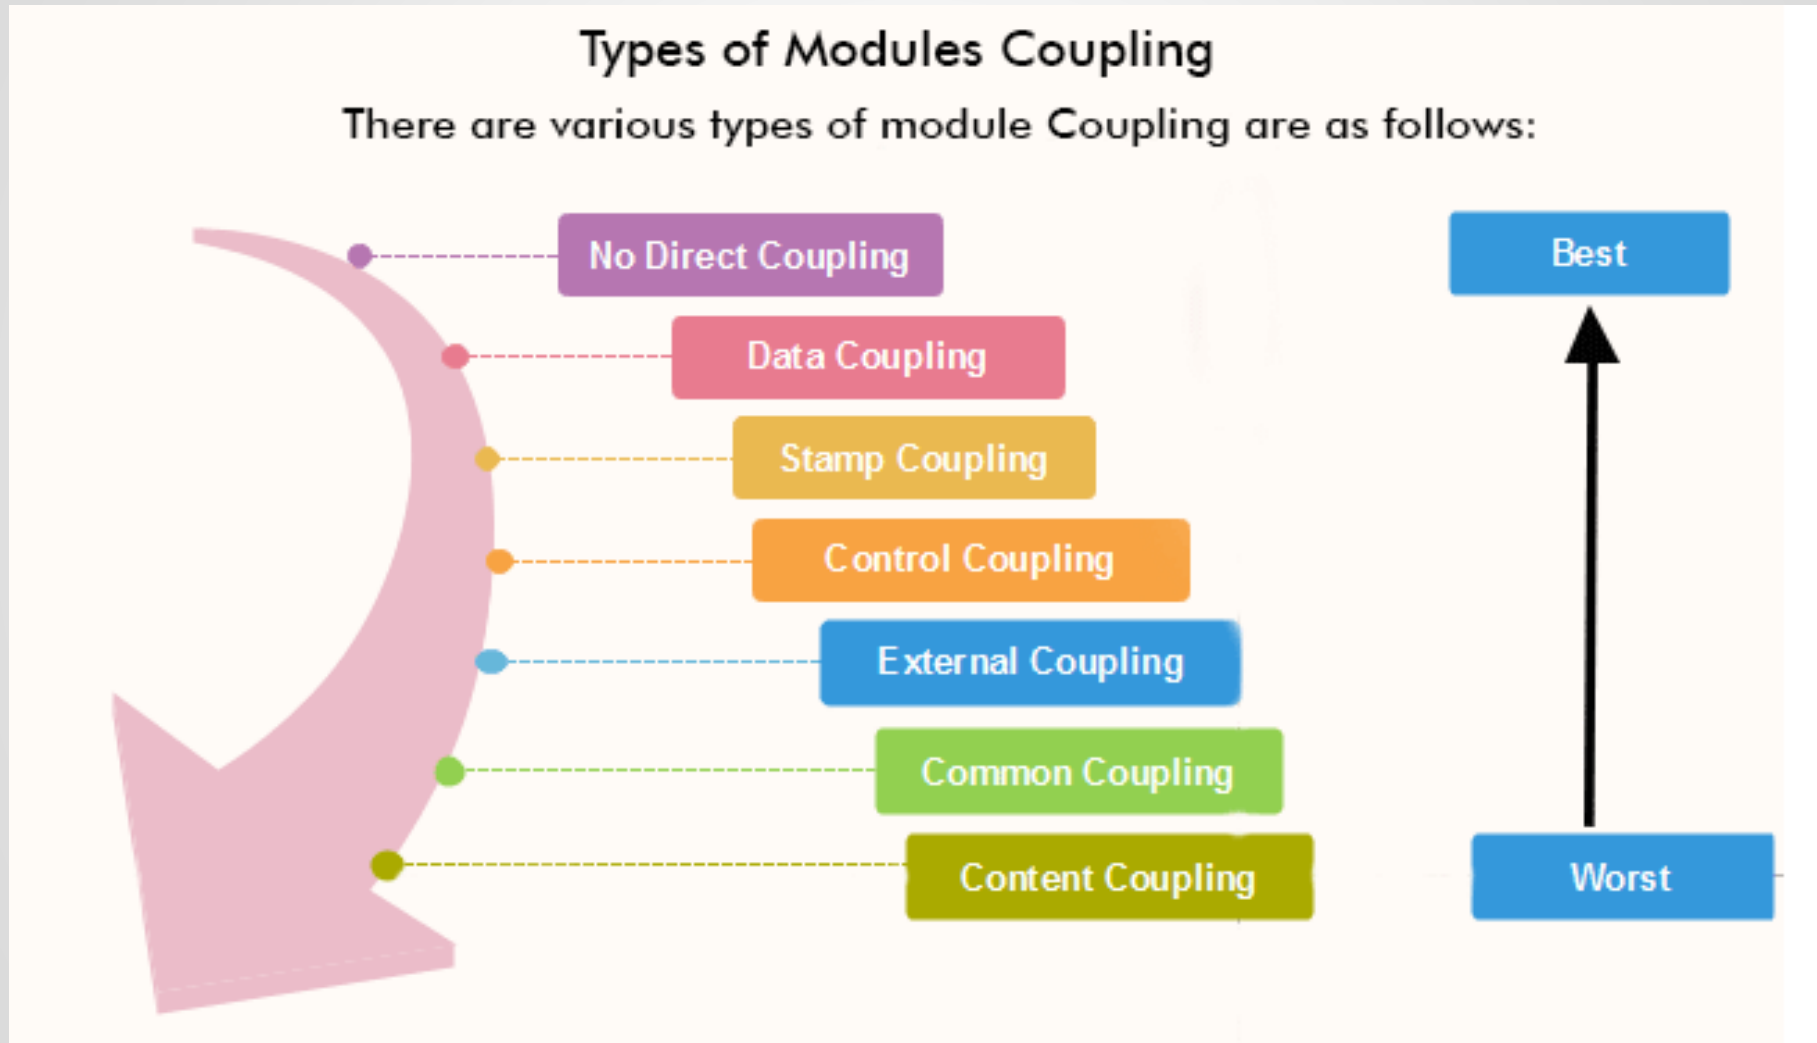 Types of Modules Coupling
There are various types of module Coupling are as follows:
No Direct Coupling
Best
Data Coupling
Stamp Coupling
Control Coupling
External Coupling
Common Coupling
Content Coupling
Worst